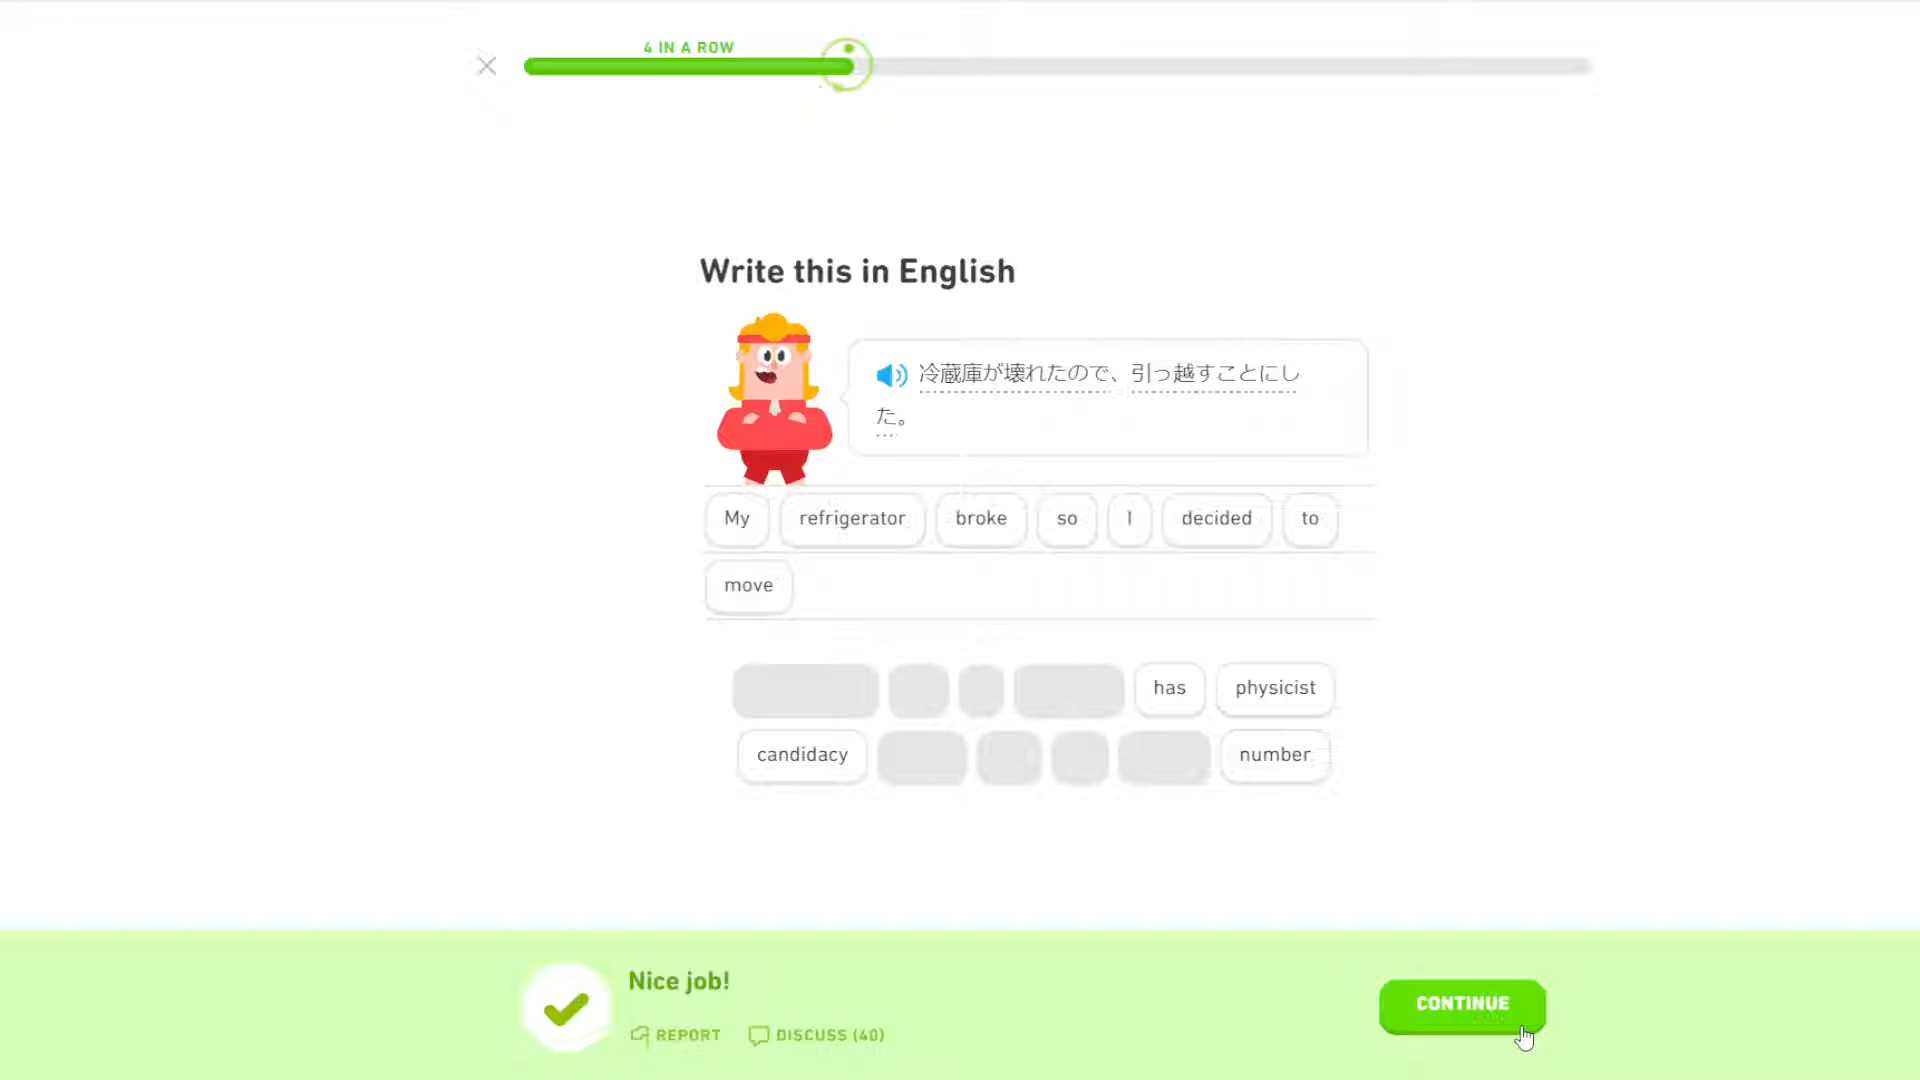 4 IN A ROW
Write this in English
冷蔵庫が壊れたので、引っ越すことにし
た。
My refrigerator broke so I decided to
move
has physicist
candidacy number
Nice job!
REPORT DISCUSS (40)
CONTINUE